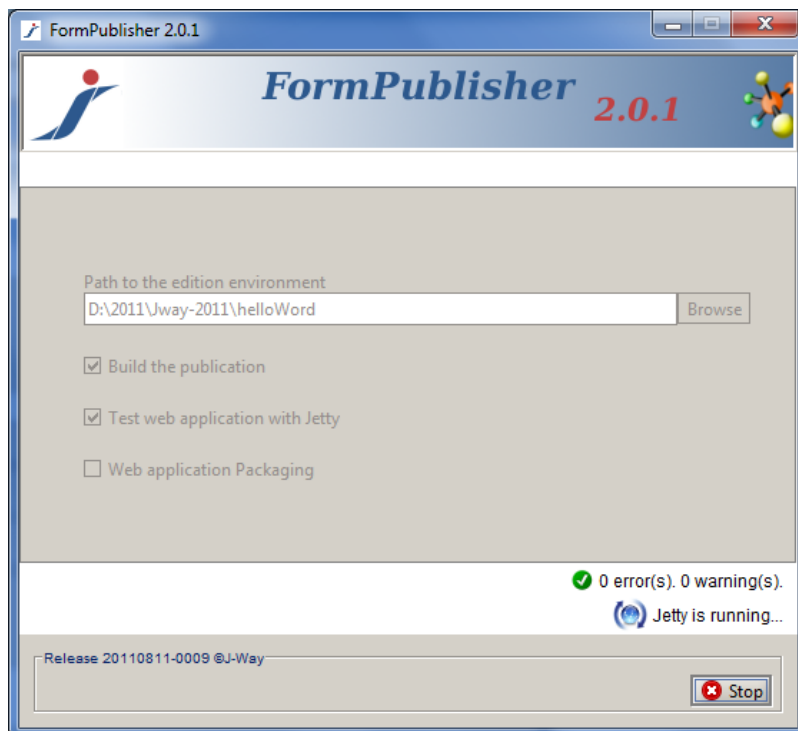 FormPublisher 2.0.1
FormPublisher 2.0.1
Path to the edition environment
D:\2011\Jway-2011\helloWord Browse
Build the publication
Test web application with Jetty
Web application Packaging
0 error(s). 0 warning(s).
Jetty is running...
Release 20110811-0009 ©J-Way
Stop